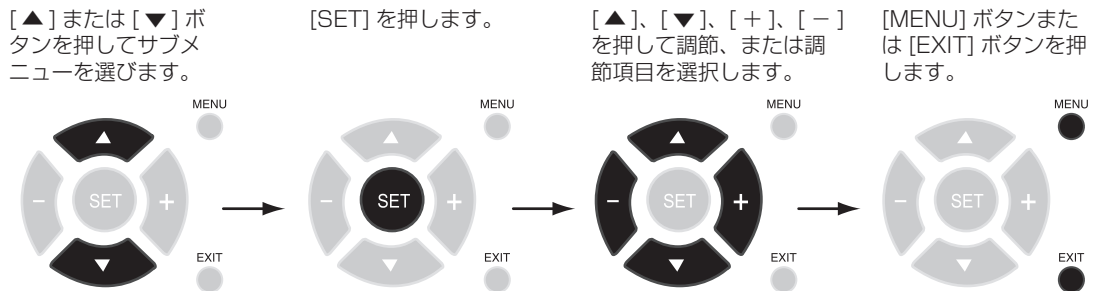 [ ▲ ] または [ ▼ ] ボ
タンを押してサブメ
ニューを選びます。
[SET] を押します。
[ ▲ ]、[ ▼ ]、[ + ]、[ − ]
を押して調節、または調
節項目を選択します。
[MENU] ボタンまた
は [EXIT] ボタンを押
します。
MENU
−
SET
+
EXIT
MENU
−
SET
+
EXIT
MENU
−
SET
+
EXIT
MENU
−
SET
+
EXIT